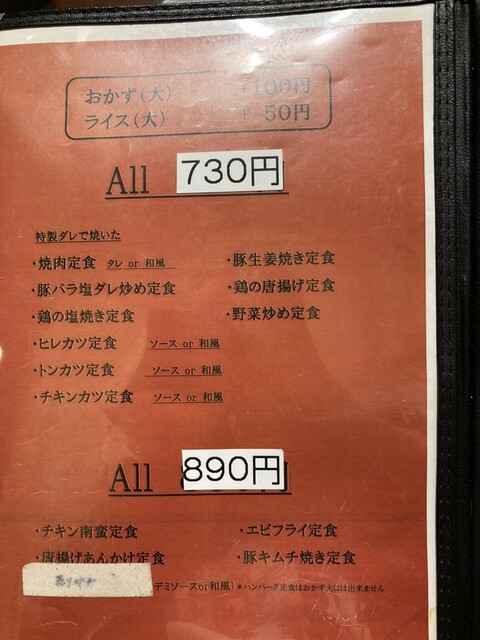 おかず(大) +100円
ライス(大) + 50円
All 730円
特製ダレで焼いた
・焼肉定食 タレ or 和風
・豚バラ塩ダレ炒め定食
・鶏の塩焼き定食
・ヒレカツ定食 ソース or 和風
・トンカツ定食 ソース or 和風
・チキンカツ定食 ソース or 和風
・豚生姜焼き定食
・鶏の唐揚げ定食
・野菜炒め定食
All 890円
・チキン南蛮定食
・唐揚げあんかけ定食
・エビフライ定食
・豚キムチ焼き定食
デミソースor和風) *ハンバーグ定食はおかず大には出来ません